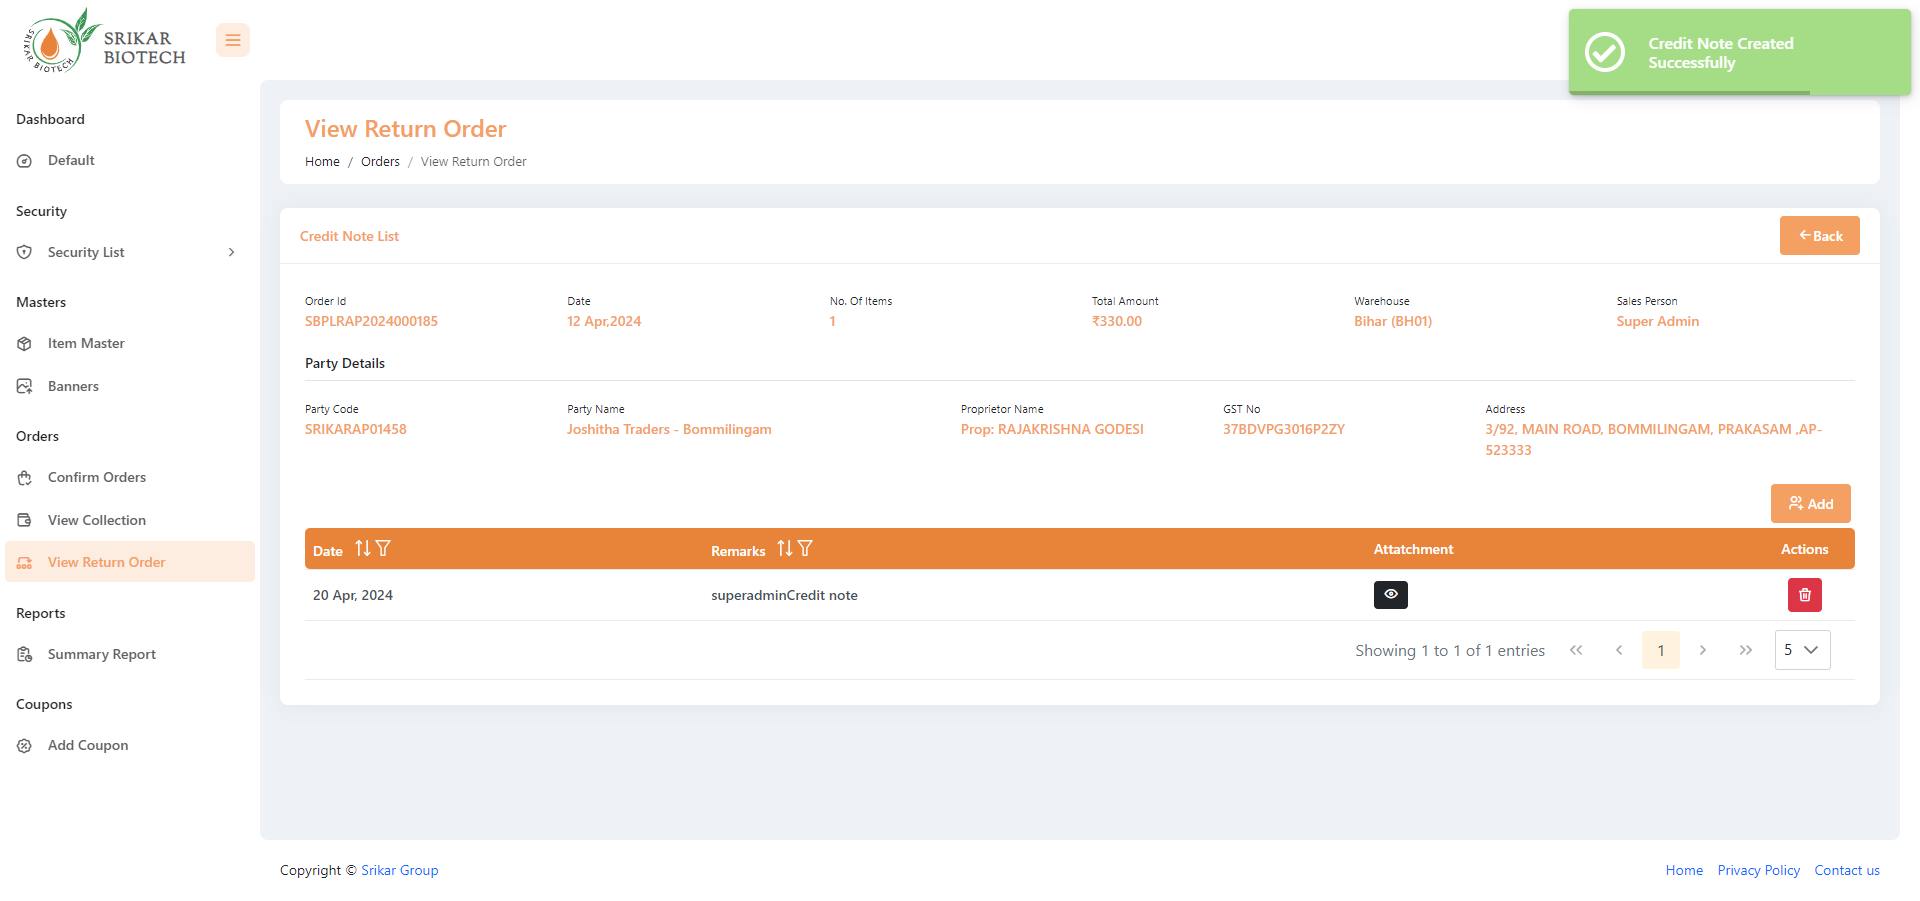 SRIKAR BIOTECH
SRIKAR
BIOTECH
Credit Note Created
Successfully
Dashboard
Default
Security
Security List
Masters
Item Master
Banners
Orders
Confirm Orders
View Collection
View Return Order
Reports
Summary Report
Coupons
Add Coupon
View Return Order
Home / Orders / View Return Order
Credit Note List
Back
Order Id
SBPLRAP2024000185
Date
12 Apr,2024
No. Of Items
1
Total Amount
₹330.00
Warehouse
Bihar (BH01)
Sales Person
Super Admin
Party Details
Party Code
SRIKARAP01458
Party Name
Joshitha Traders - Bommilingam
Proprietor Name
Prop: RAJAKRISHNA GODESI
GST No
37BDVPG3016P2ZY
Address
3/92, MAIN ROAD, BOMMILINGAM, PRAKASAM ,AP-
523333
Add
Date Remarks Attatchment Actions
20 Apr, 2024 superadminCredit note
Showing 1 to 1 of 1 entries 1 5
Copyright © Srikar Group
Home Privacy Policy Contact us